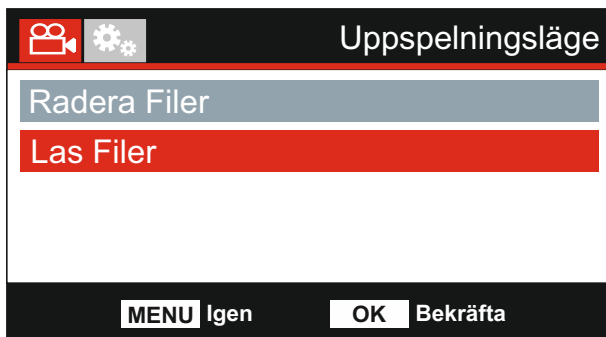 Uppspelningsläge
Radera Filer
Las Filer
MENU Igen OK Bekräfta